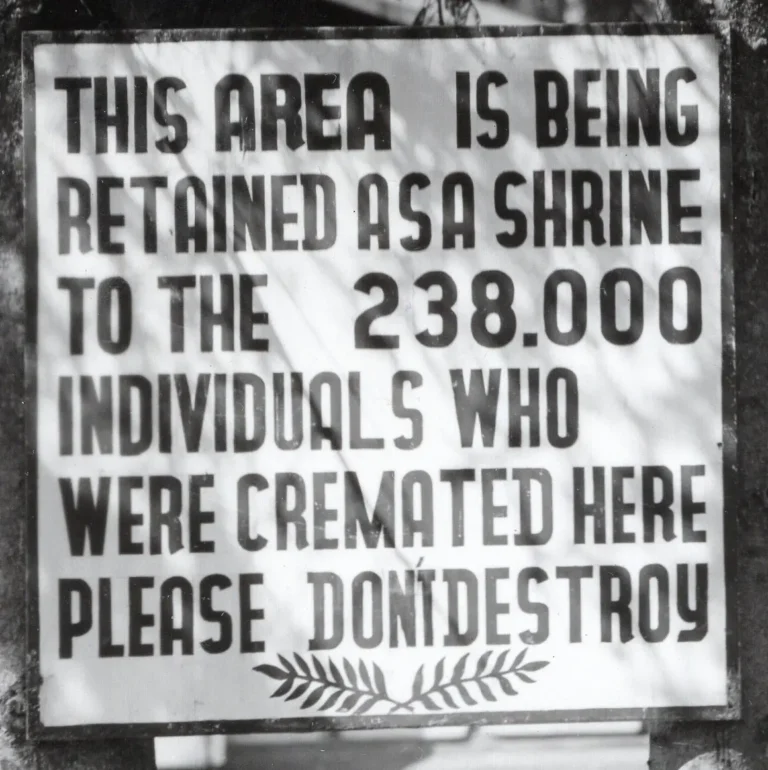 THIS AREA IS BEING
RETAINED AS A SHRINE
TO THE 238.000
INDIVIDUALS WHO
WERE CREMATED HERE
PLEASE DON'T DESTROY